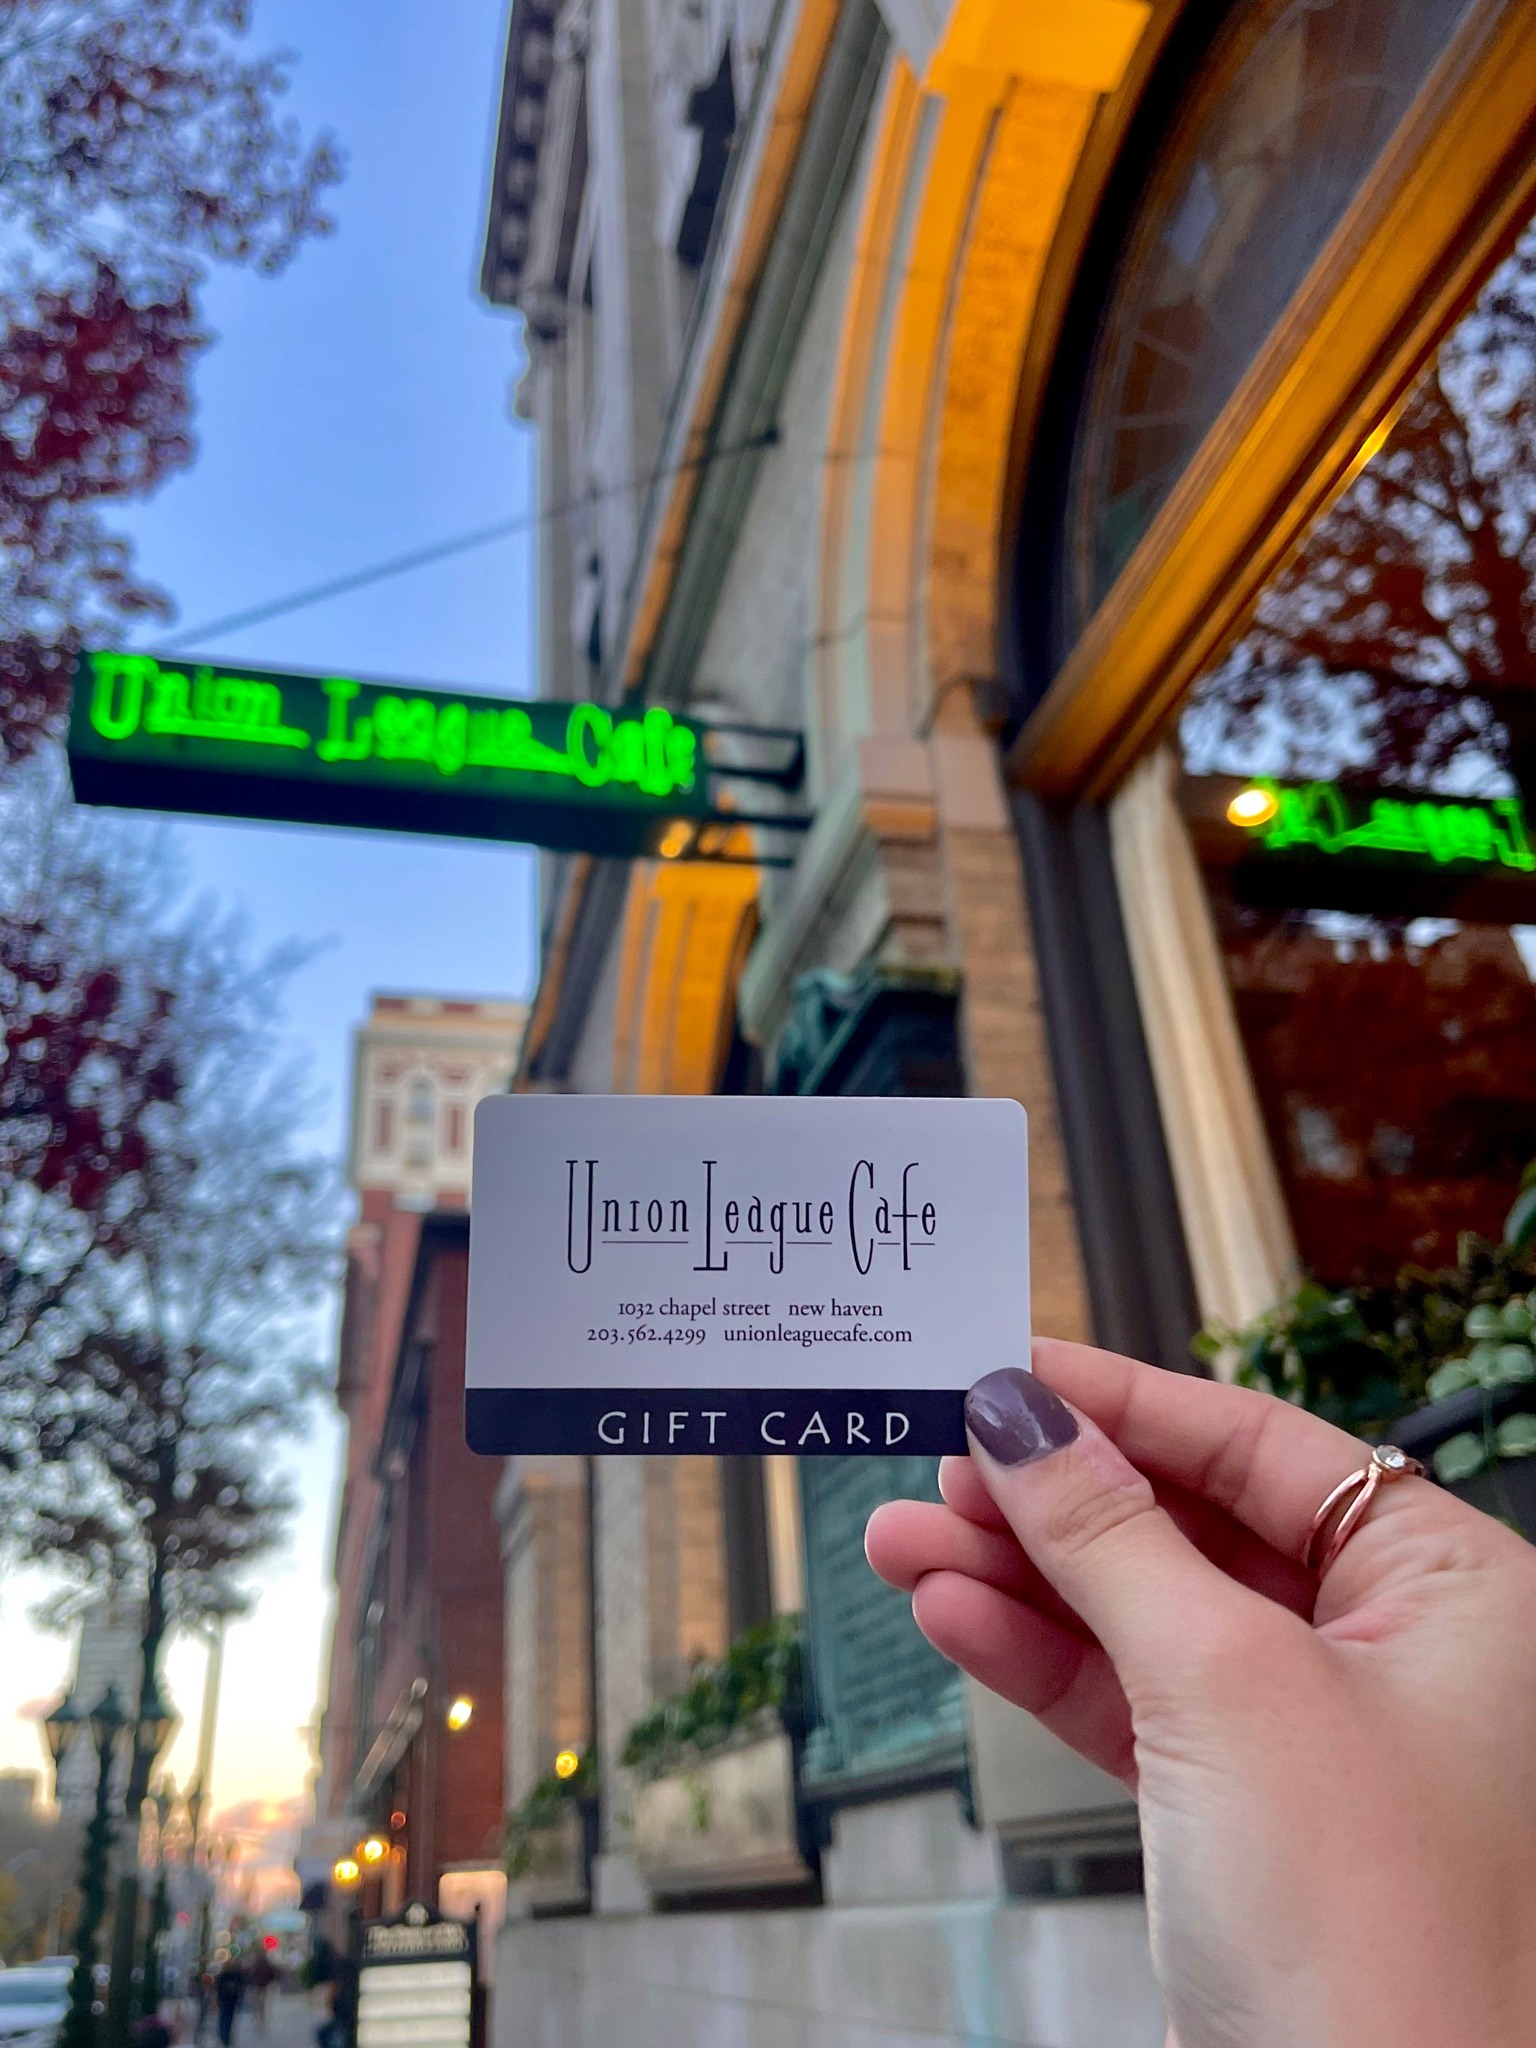 Union League Cafe
Union League Cafe
1032 chapel street new haven
203.562.4299 unionleaguecafe.com
GIFT CARD